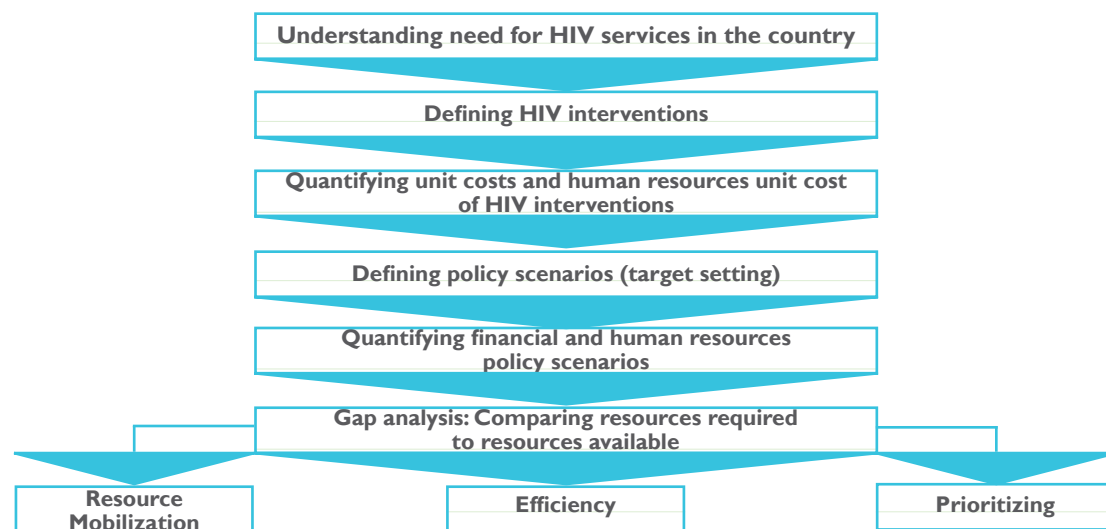 Understanding need for HIV services in the country
Defining HIV interventions
Quantifying unit costs and human resources unit cost
of HIV interventions
Defining policy scenarios (target setting)
Quantifying financial and human resources
policy scenarios
Gap analysis: Comparing resources required
to resources available
Resource
Mobilization
Efficiency
Prioritizing